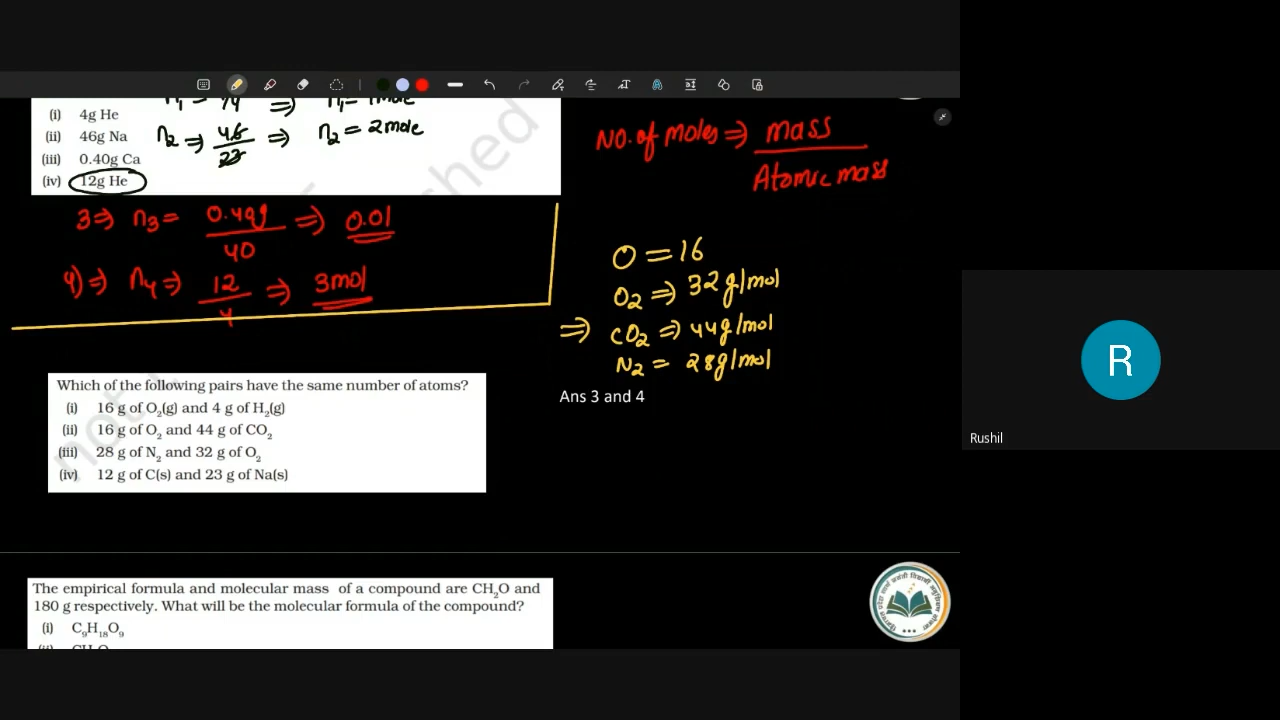 (i) 4g He
(ii) 46g Na
(iii) 0.40g Ca
(iv) 12g He
n₂ ⇒ 46/23 ⇒ n₂ = 2mole
3⇒ n₃ = 0.40g/40 ⇒ 0.01
4)⇒ n₄ ⇒ 12/4 ⇒ 3mol
No. of moles ⇒ mass/Atomic mass
O = 16
O₂ ⇒ 32g/mol
⇒ CO₂ ⇒ 44g/mol
N₂ = 28g/mol
Ans 3 and 4
Which of the following pairs have the same number of atoms?
(i) 16 g of O₂(g) and 4 g of H₂(g)
(ii) 16 g of O₂ and 44 g of CO₂
(iii) 28 g of N₂ and 32 g of O₂
(iv) 12 g of C(s) and 23 g of Na(s)
The empirical formula and molecular mass of a compound are CH₂O and
180 g respectively. What will be the molecular formula of the compound?
(i) C₉H₁₈O₉
R
Rushil